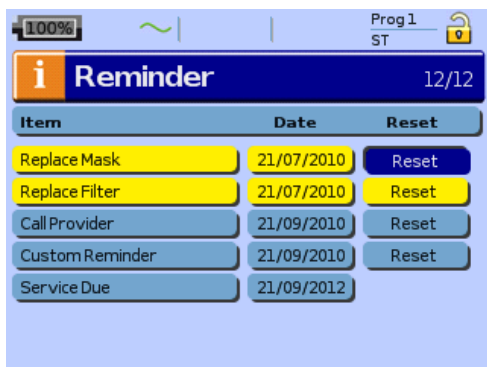 100%
Prog 1
ST
i Reminder 12/12
Item Date Reset
Replace Mask 21/07/2010 Reset
Replace Filter 21/07/2010 Reset
Call Provider 21/09/2010 Reset
Custom Reminder 21/09/2010 Reset
Service Due 21/09/2012